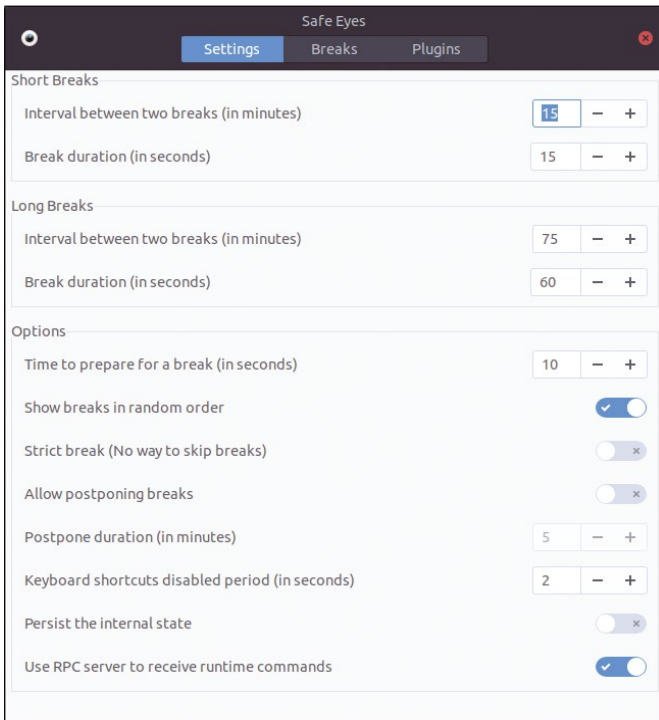 Safe Eyes
Settings Breaks Plugins
Short Breaks
Interval between two breaks (in minutes) 15 − +
Break duration (in seconds) 15 − +
Long Breaks
Interval between two breaks (in minutes) 75 − +
Break duration (in seconds) 60 − +
Options
Time to prepare for a break (in seconds) 10 − +
Show breaks in random order
Strict break (No way to skip breaks)
Allow postponing breaks
Postpone duration (in minutes) 5 − +
Keyboard shortcuts disabled period (in seconds) 2 − +
Persist the internal state
Use RPC server to receive runtime commands